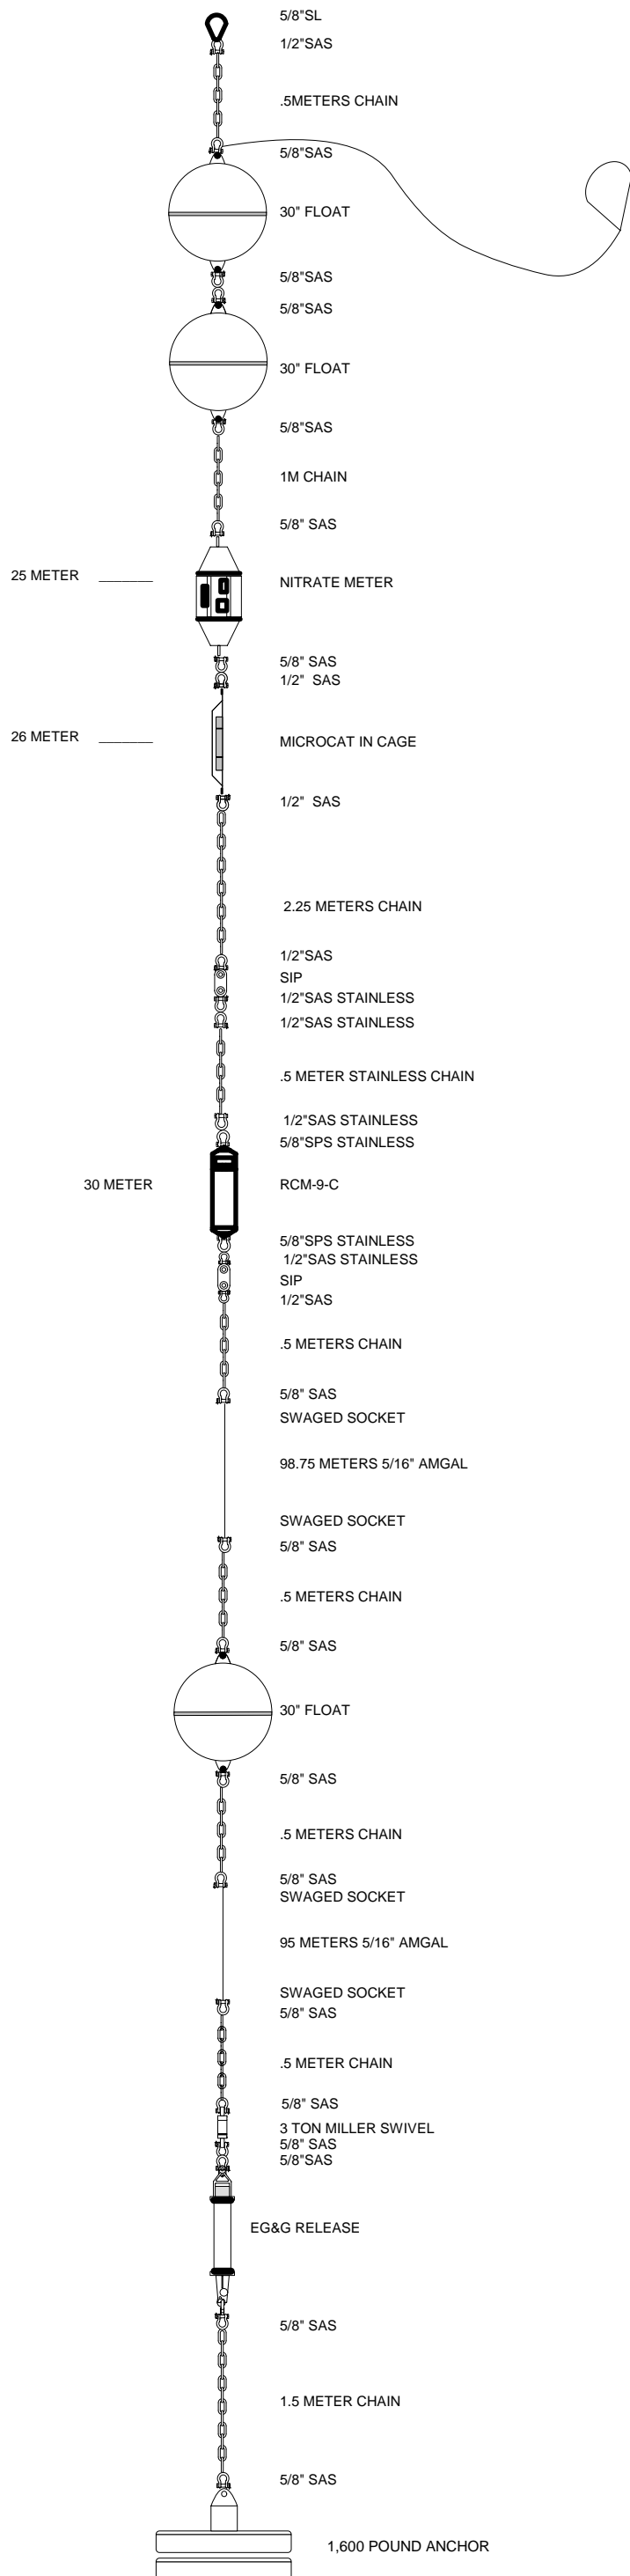 5/8"SL
1/2"SAS
.5METERS CHAIN
5/8"SAS
30" FLOAT
5/8"SAS
5/8"SAS
30" FLOAT
5/8"SAS
1M CHAIN
5/8" SAS
25 METER
NITRATE METER
5/8" SAS
1/2" SAS
26 METER
MICROCAT IN CAGE
1/2" SAS
2.25 METERS CHAIN
1/2"SAS
SIP
1/2"SAS STAINLESS
1/2"SAS STAINLESS
.5 METER STAINLESS CHAIN
1/2"SAS STAINLESS
5/8"SPS STAINLESS
30 METER
RCM-9-C
5/8"SPS STAINLESS
1/2"SAS STAINLESS
SIP
1/2"SAS
.5 METERS CHAIN
5/8" SAS
SWAGED SOCKET
98.75 METERS 5/16" AMGAL
SWAGED SOCKET
5/8" SAS
.5 METERS CHAIN
5/8" SAS
30" FLOAT
5/8" SAS
.5 METERS CHAIN
5/8" SAS
SWAGED SOCKET
95 METERS 5/16" AMGAL
SWAGED SOCKET
5/8" SAS
.5 METER CHAIN
5/8" SAS
3 TON MILLER SWIVEL
5/8" SAS
5/8"SAS
EG&G RELEASE
5/8" SAS
1.5 METER CHAIN
5/8" SAS
1,600 POUND ANCHOR